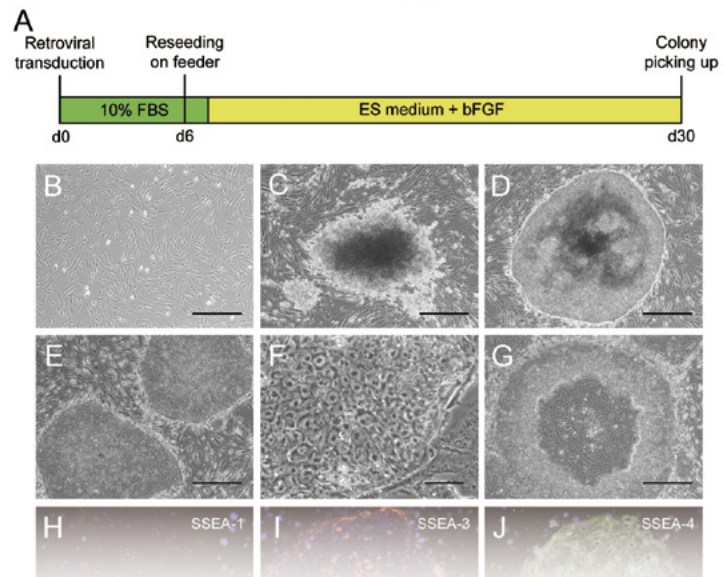 A
Retroviral
transduction
Reseeding
on feeder
Colony
picking up
10% FBS
ES medium + bFGF
d0
d6
d30
B
C
D
E
F
G
H
SSEA-1
I
SSEA-3
J
SSEA-4